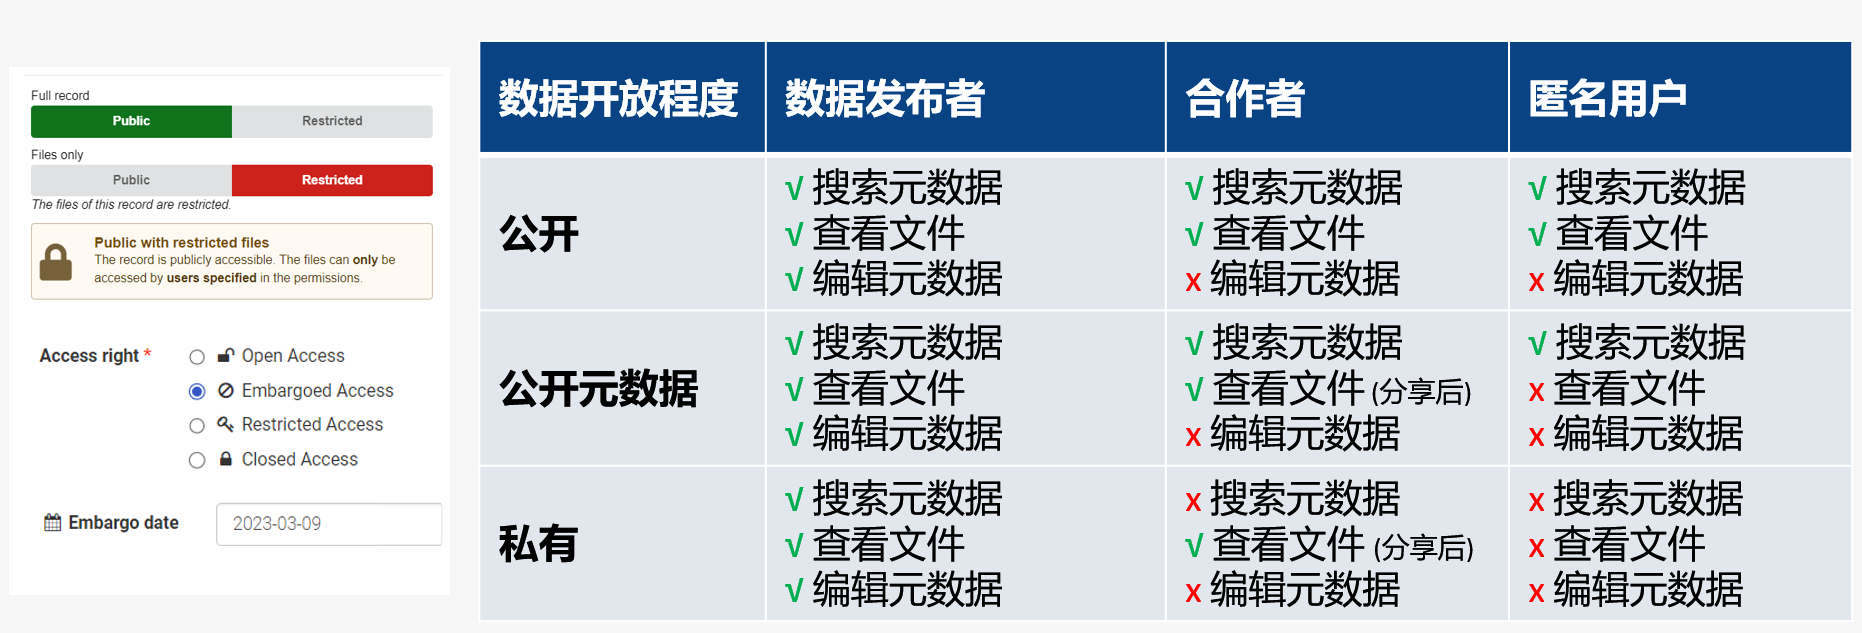 Full record
Public Restricted
Files only
Public Restricted
The files of this record are restricted.
Public with restricted files
The record is publicly accessible. The files can only be
accessed by users specified in the permissions.
Access right *
Open Access
Embargoed Access
Restricted Access
Closed Access
Embargo date 2023-03-09
数据开放程度 数据发布者 合作者 匿名用户
公开
√ 搜索元数据
√ 查看文件
√ 编辑元数据
√ 搜索元数据
√ 查看文件
x 编辑元数据
√ 搜索元数据
√ 查看文件
x 编辑元数据
公开元数据
√ 搜索元数据
√ 查看文件
√ 编辑元数据
√ 搜索元数据
√ 查看文件 (分享后)
x 编辑元数据
√ 搜索元数据
x 查看文件
x 编辑元数据
私有
√ 搜索元数据
√ 查看文件
√ 编辑元数据
x 搜索元数据
√ 查看文件 (分享后)
x 编辑元数据
x 搜索元数据
x 查看文件
x 编辑元数据